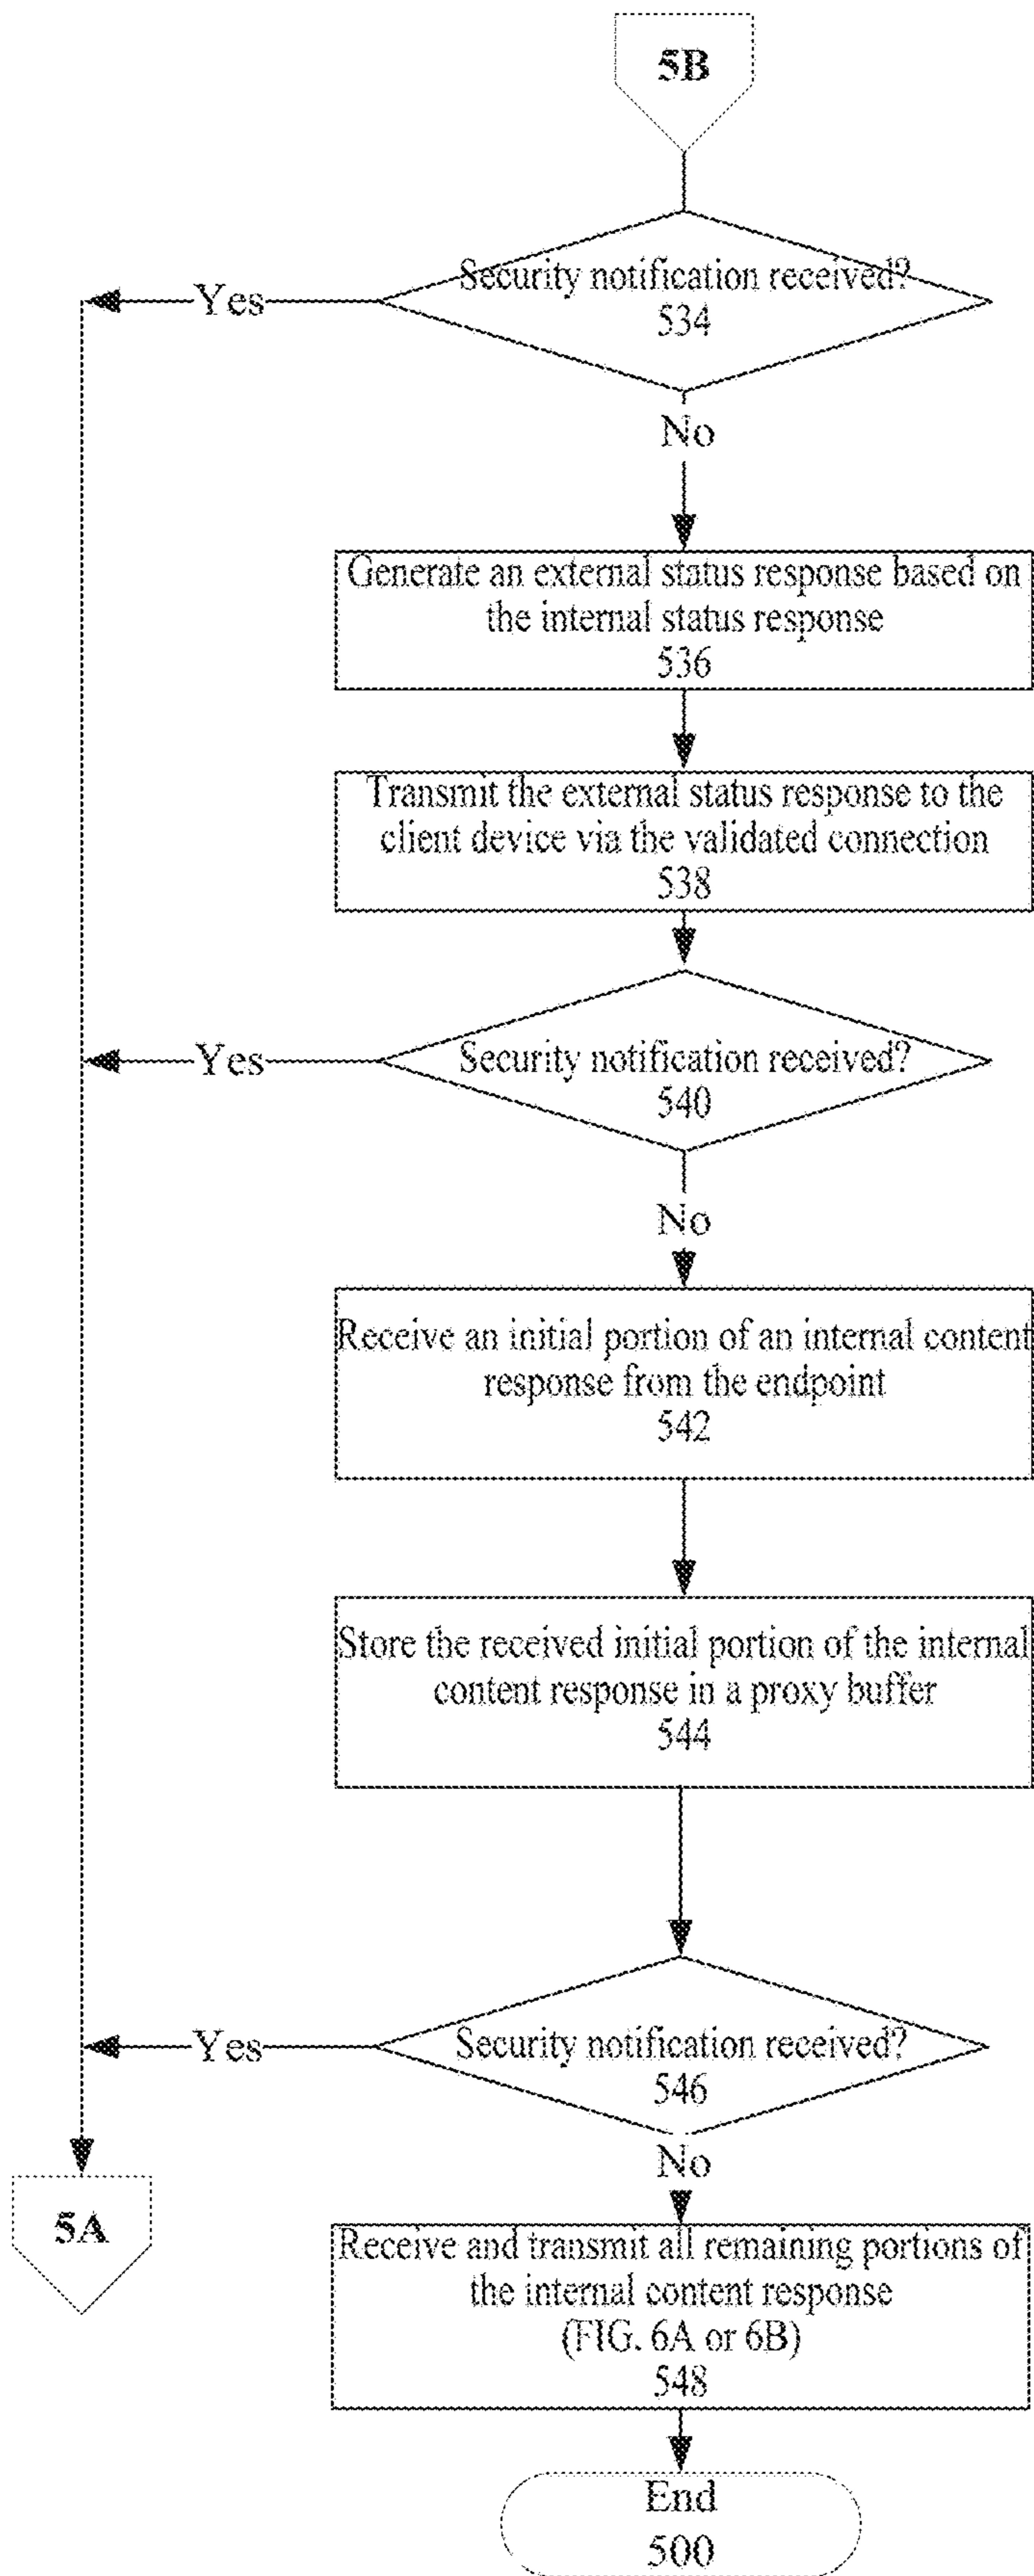 5B
Security notification received?
534
Yes
No
Generate an external status response based on
the internal status response
536
Transmit the external status response to the
client device via the validated connection
538
Security notification received?
540
Yes
No
Receive an initial portion of an internal content
response from the endpoint
542
Store the received initial portion of the internal
content response in a proxy buffer
544
Security notification received?
546
Yes
No
5A
Receive and transmit all remaining portions of
the internal content response
(FIG. 6A or 6B)
548
End
500